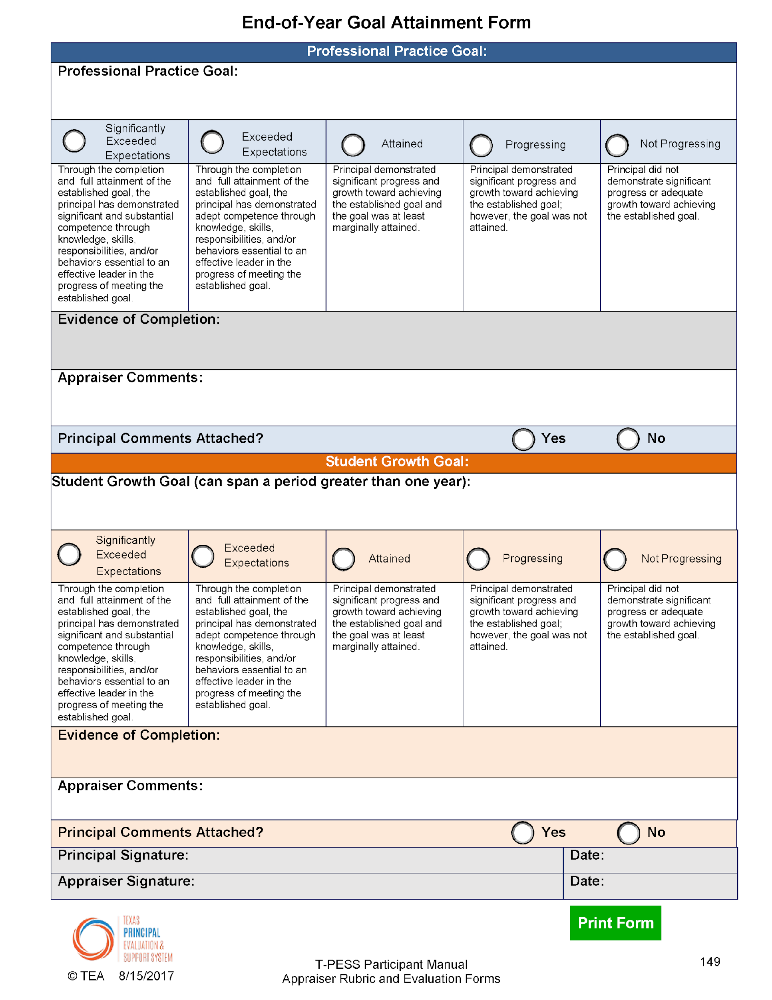 End-of-Year Goal Attainment Form
Professional Practice Goal:
Professional Practice Goal:
Significantly
Exceeded
Expectations
Exceeded
Expectations
Attained
Progressing
Not Progressing
Through the completion
and full attainment of the
established goal, the
principal has demonstrated
significant and substantial
competence through
knowledge, skills,
responsibilities, and/or
behaviors essential to an
effective leader in the
progress of meeting the
established goal.
Through the completion
and full attainment of the
established goal, the
principal has demonstrated
adept competence through
knowledge, skills,
responsibilities, and/or
behaviors essential to an
effective leader in the
progress of meeting the
established goal.
Principal demonstrated
significant progress and
growth toward achieving
the established goal and
the goal was at least
marginally attained.
Principal demonstrated
significant progress and
growth toward achieving
the established goal;
however, the goal was not
attained.
Principal did not
demonstrate significant
progress or adequate
growth toward achieving
the established goal.
Evidence of Completion:
Appraiser Comments:
Principal Comments Attached? Yes No
Student Growth Goal:
Student Growth Goal (can span a period greater than one year):
Significantly
Exceeded
Expectations
Exceeded
Expectations
Attained
Progressing
Not Progressing
Through the completion
and full attainment of the
established goal, the
principal has demonstrated
significant and substantial
competence through
knowledge, skills,
responsibilities, and/or
behaviors essential to an
effective leader in the
progress of meeting the
established goal.
Through the completion
and full attainment of the
established goal, the
principal has demonstrated
adept competence through
knowledge, skills,
responsibilities, and/or
behaviors essential to an
effective leader in the
progress of meeting the
established goal.
Principal demonstrated
significant progress and
growth toward achieving
the established goal and
the goal was at least
marginally attained.
Principal demonstrated
significant progress and
growth toward achieving
the established goal;
however, the goal was not
attained.
Principal did not
demonstrate significant
progress or adequate
growth toward achieving
the established goal.
Evidence of Completion:
Appraiser Comments:
Principal Comments Attached? Yes No
Principal Signature: Date:
Appraiser Signature: Date:
Print Form
TEXAS
PRINCIPAL
EVALUATION &
SUPPORT SYSTEM
© TEA 8/15/2017
T-PESS Participant Manual
Appraiser Rubric and Evaluation Forms
149